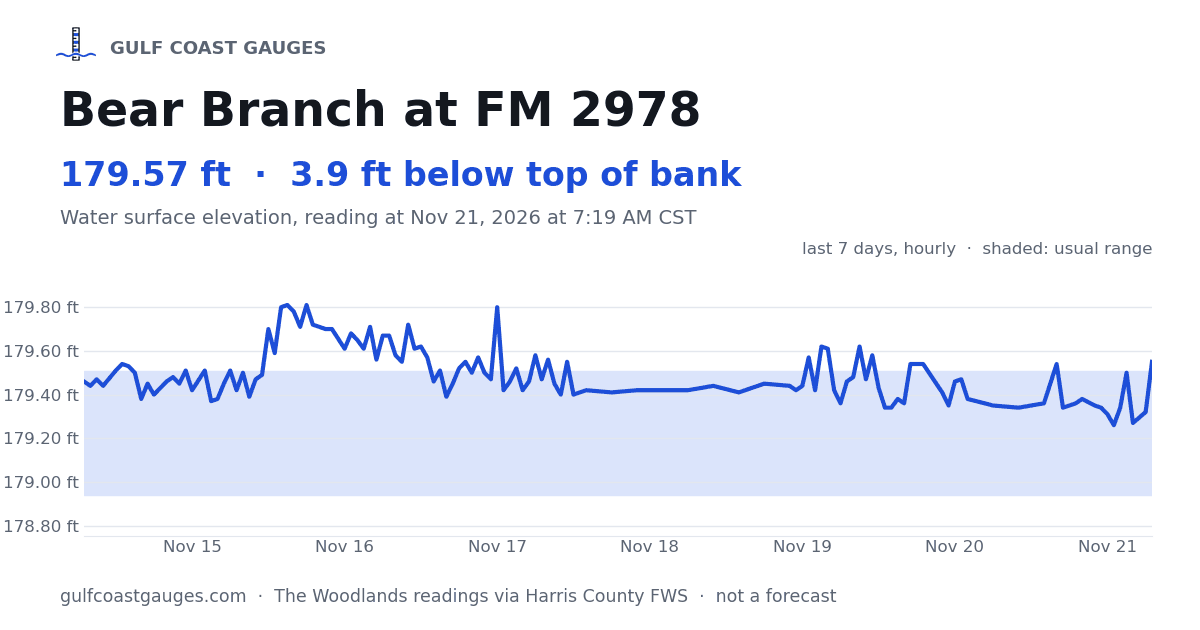 GULF COAST GAUGES
Bear Branch at FM 2978
179.57 ft · 3.9 ft below top of bank
Water surface elevation, reading at Nov 21, 2026 at 7:19 AM CST
last 7 days, hourly · shaded: usual range
179.80 ft
179.60 ft
179.40 ft
179.20 ft
179.00 ft
178.80 ft
Nov 15 Nov 16 Nov 17 Nov 18 Nov 19 Nov 20 Nov 21
gulfcoastgauges.com · The Woodlands readings via Harris County FWS · not a forecast